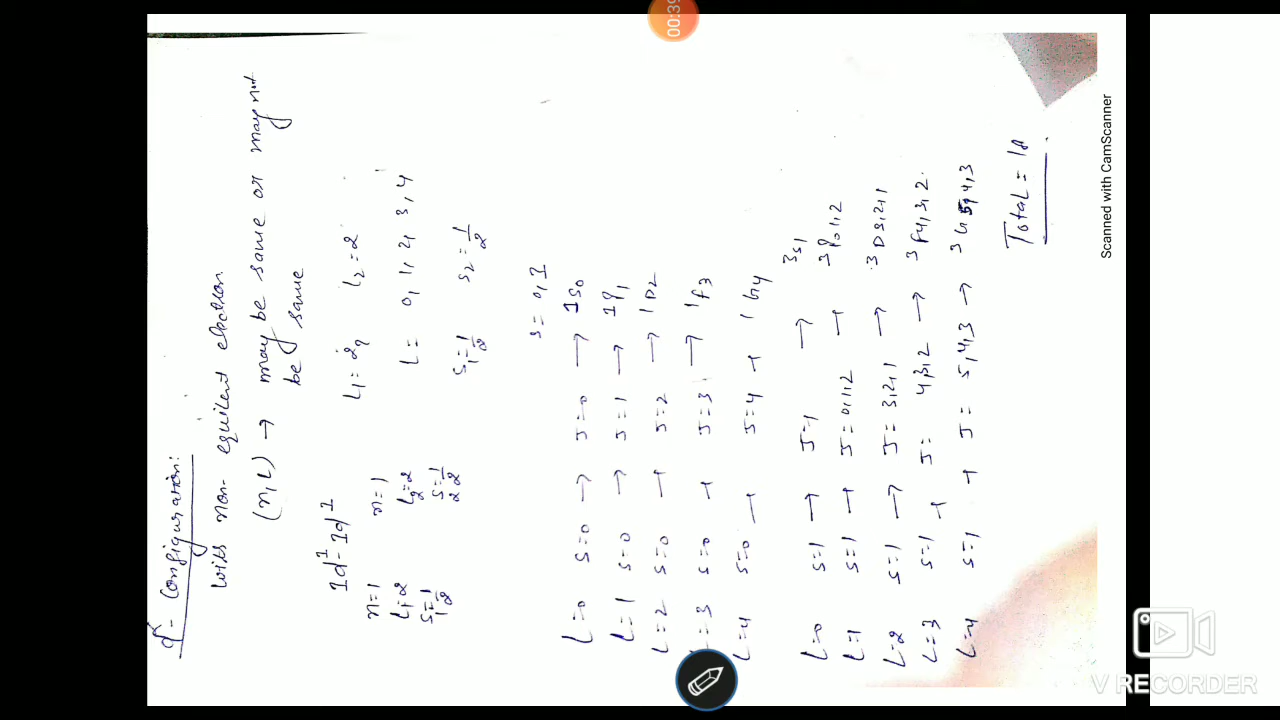 d² - Configuration:
with non- equilent electron
(n,L) → may be same or may not
be same
1d¹ - 1d¹
n=1 n=1
L₁=2 L₂=2
S₁=1/2 S₂=1/2
L₁= 2, L₂=2
L= 0, 1, 2, 3, 4
S₁=1/2 S₂=1/2
S= 0, 1
L=0 S=0 → J=0 → 1S0
L=1 S=0 → J=1 → 1P1
L=2 S=0 → J=2 → 1D2
L=3 S=0 → J=3 → 1F3
L=4 S=0 → J=4 → 1G4
L=0 S=1 → J=1 → 3S1
L=1 S=1 → J=0,1,2 → 3P0,1,2
L=2 S=1 → J=3,2,1 → 3D3,2,1
L=3 S=1 → J= 4,3,2 → 3F4,3,2
L=4 S=1 → J= 5,4,3 → 3G5,4,3
Total = 18
Scanned with CamScanner
00:39
V RECORDER